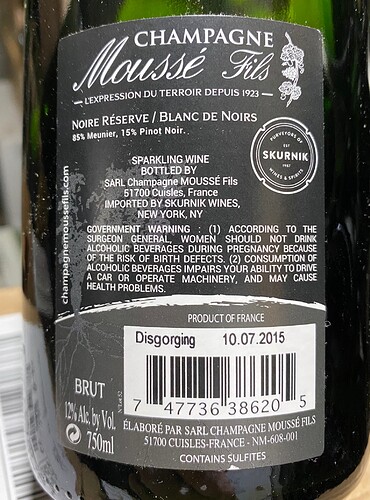 CHAMPAGNE
Moussé Fils
L'EXPRESSION DU TERROIR DEPUIS 1923
NOIRE RÉSERVE / BLANC DE NOIRS
85% Meunier, 15% Pinot Noir.
PURVEYORS OF
EST
SKURNIK
1987
WINES & SPIRITS
SPARKLING WINE
BOTTLED BY
SARL Champagne MOUSSÉ Fils
51700 Cuisles, France
IMPORTED BY SKURNIK WINES,
NEW YORK, NY
champagnemoussefils.com
GOVERNMENT WARNING : (1) ACCORDING TO THE
SURGEON GENERAL, WOMEN SHOULD NOT DRINK
ALCOHOLIC BEVERAGES DURING PREGNANCY BECAUSE
OF THE RISK OF BIRTH DEFECTS. (2) CONSUMPTION OF
ALCOHOLIC BEVERAGES IMPAIRS YOUR ABILITY TO DRIVE
A CAR OR OPERATE MACHINERY, AND MAY CAUSE
HEALTH PROBLEMS.
PRODUCT OF FRANCE
Disgorging 10.07.2015
7 47736 38620 5
BRUT
12% Alc. by Vol.
750ml
ÉLABORÉ PAR SARL CHAMPAGNE MOUSSÉ FILS
51700 CUISLES-FRANCE - NM-608-001
CONTAINS SULFITES